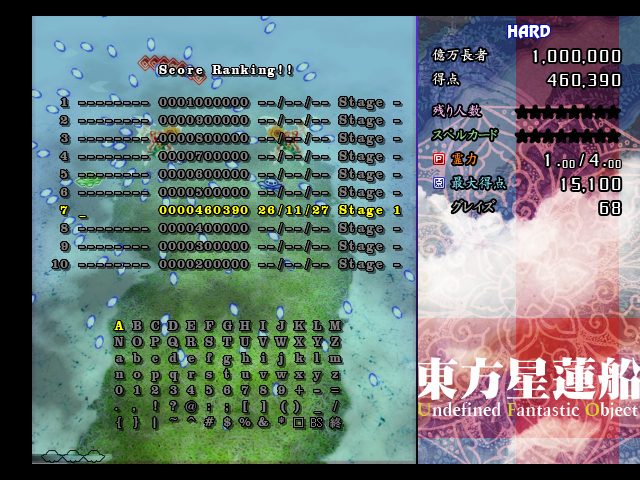 Score Ranking!!
1 -------- 0001000000 --/--/-- Stage -
2 -------- 0000900000 --/--/-- Stage -
3 -------- 0000800000 --/--/-- Stage -
4 -------- 0000700000 --/--/-- Stage -
5 -------- 0000600000 --/--/-- Stage -
6 -------- 0000500000 --/--/-- Stage -
7 _ 0000460390 26/11/27 Stage 1
8 -------- 0000400000 --/--/-- Stage -
9 -------- 0000300000 --/--/-- Stage -
10 -------- 0000200000 --/--/-- Stage -
A B C D E F G H I J K L M
N O P Q R S T U V W X Y Z
a b c d e f g h i j k l m
n o p q r s t u v w x y z
0 1 2 3 4 5 6 7 8 9 + - =
. , ! ? @ : ; [ ] ( ) _ /
{ } | ~ ^ # $ % & * □ BS 終
HARD
億万長者 1,000,000
得点 460,390
残り人数 ★★★★★★★★
スペルカード ★★★★★★★★
P 霊力 1.00/4.00
点 最大得点 15,100
グレイズ 68
東方星蓮船
Undefined Fantastic Object